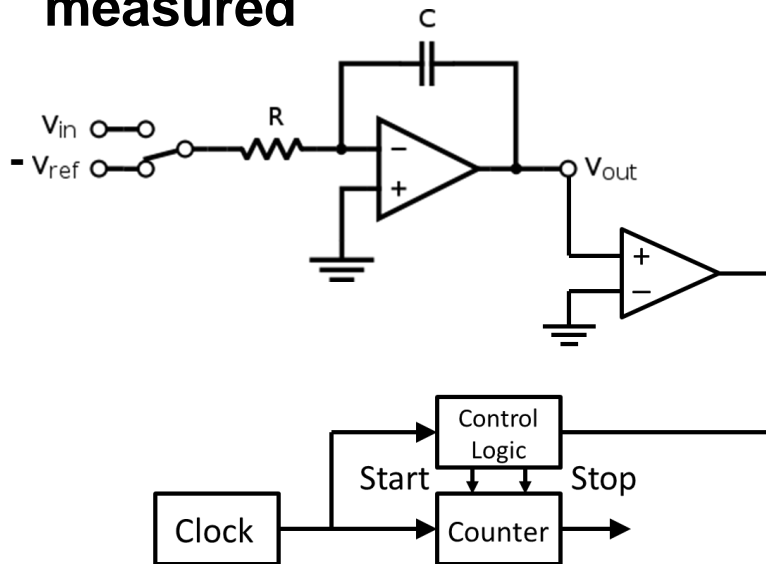 measured
C
R
Vin
- Vref
−
+
Vout
+
−
Control
Logic
Start
Stop
Clock
Counter